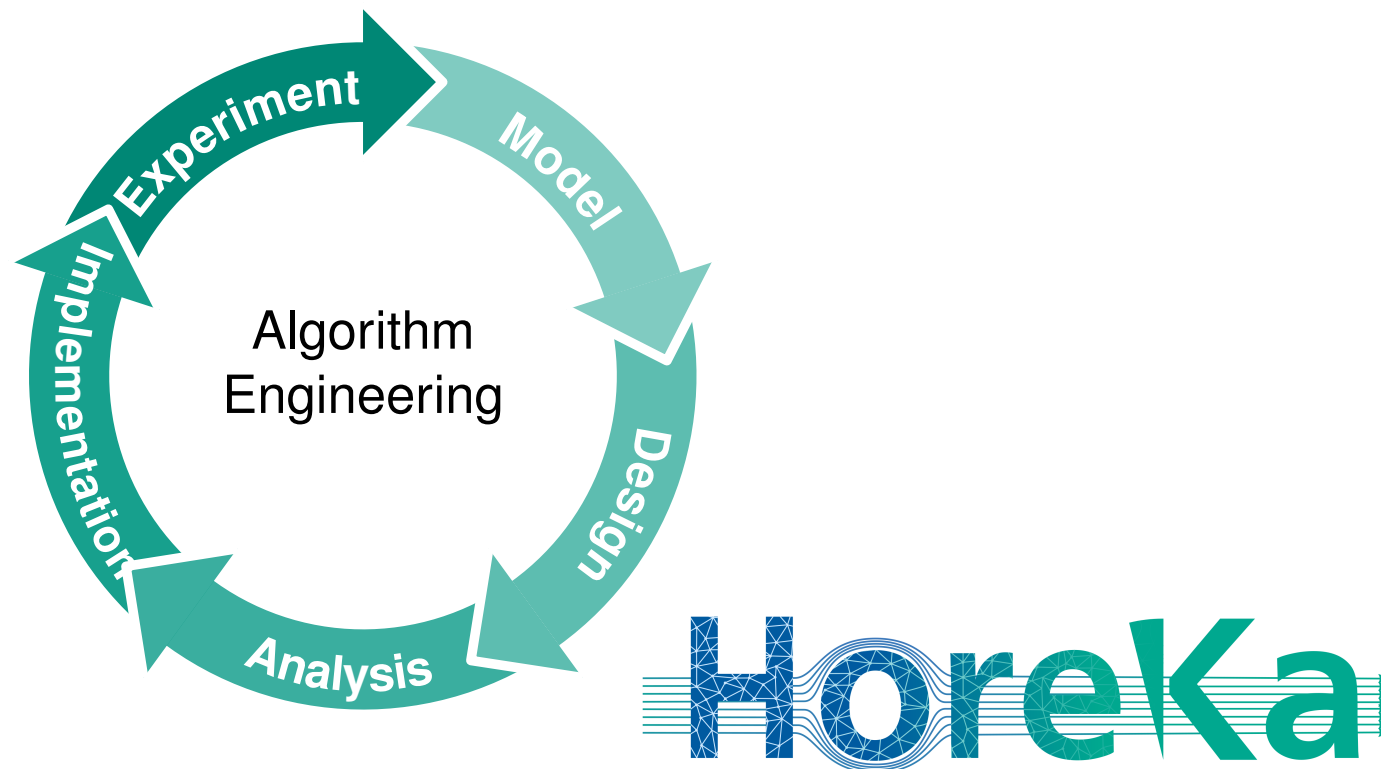 Experiment
Model
Design
Analysis
Implementation
Algorithm
Engineering
HoreKa